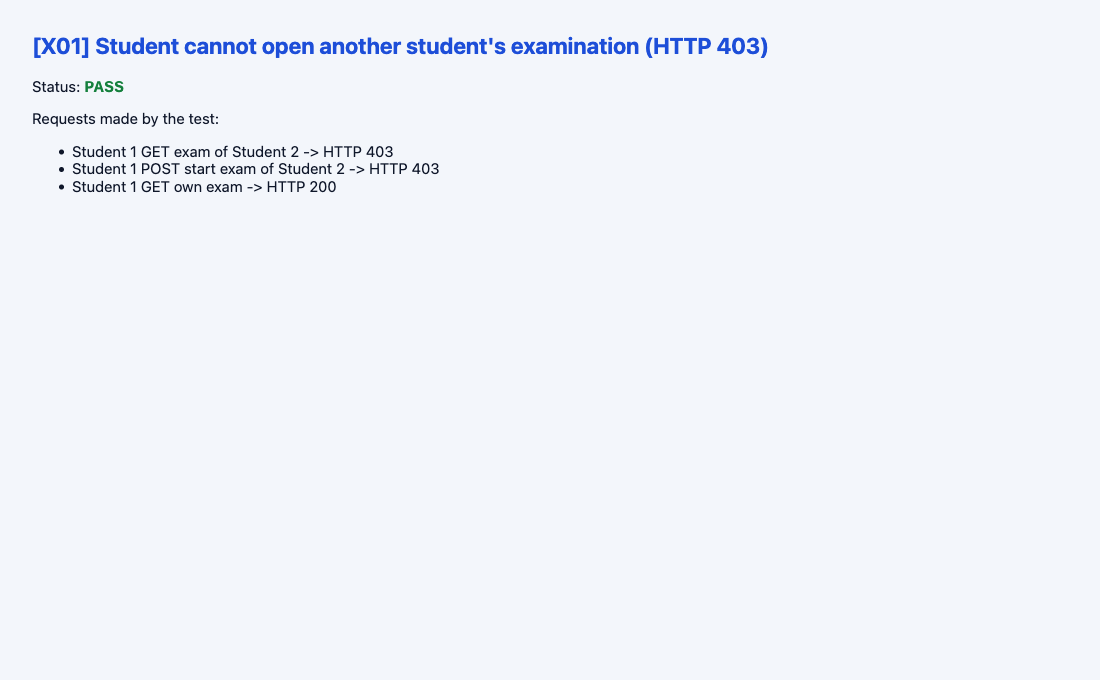 [X01] Student cannot open another student's examination (HTTP 403)
Status: PASS
Requests made by the test:
• Student 1 GET exam of Student 2 -> HTTP 403
• Student 1 POST start exam of Student 2 -> HTTP 403
• Student 1 GET own exam -> HTTP 200